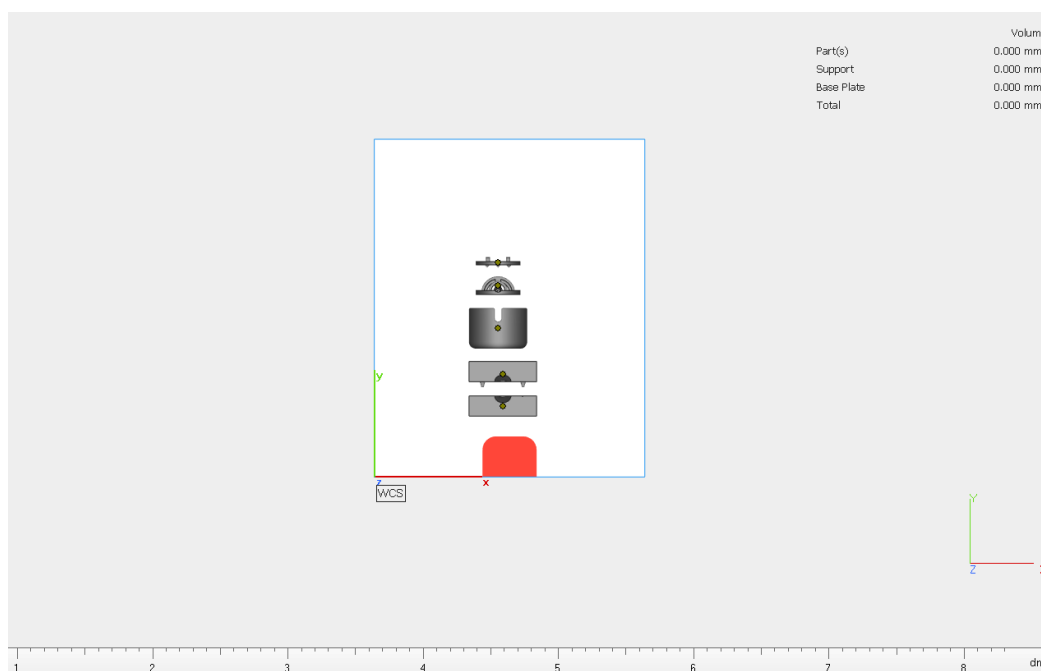 Volum
Part(s) 0.000 mm
Support 0.000 mm
Base Plate 0.000 mm
Total 0.000 mm
y
z x
WCS
Y
Z
1 2 3 4 5 6 7 8